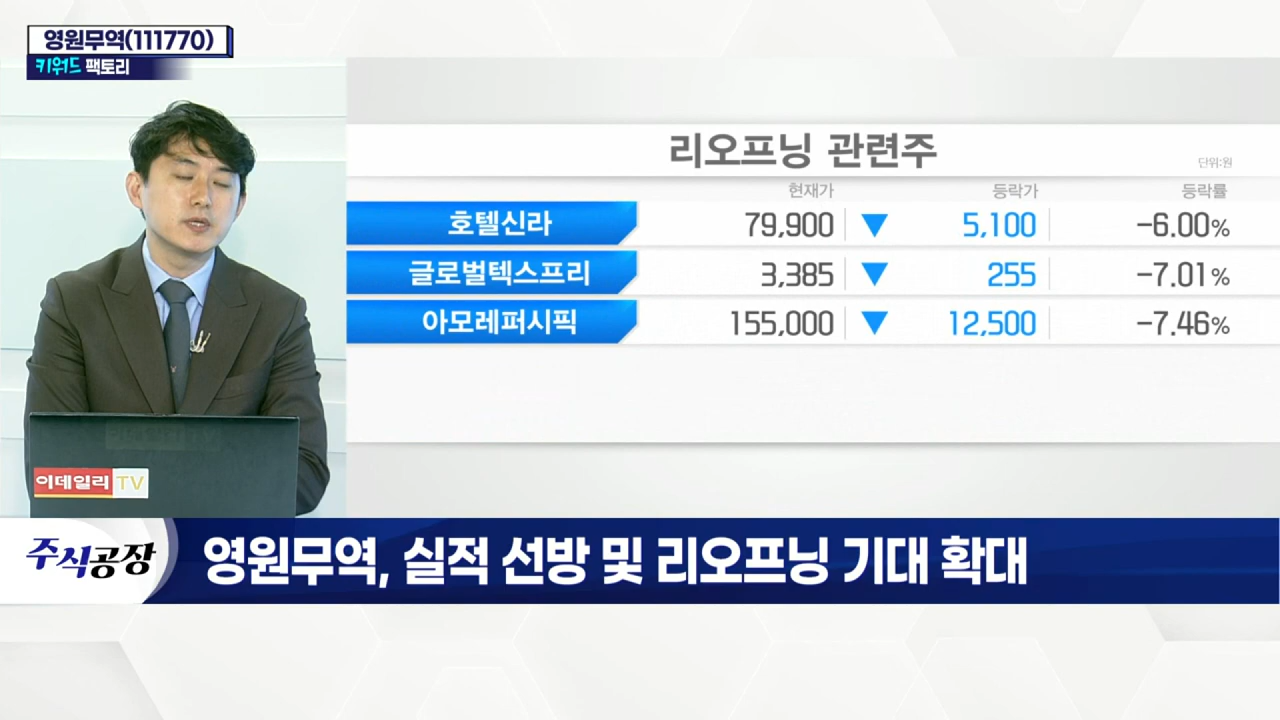 영원무역(111770)
키워드 팩토리
리오프닝 관련주
단위:원
현재가 등락가 등락률
호텔신라 79,900 ▼ 5,100 -6.00%
글로벌텍스프리 3,385 ▼ 255 -7.01%
아모레퍼시픽 155,000 ▼ 12,500 -7.46%
이데일리 TV
주식공장
영원무역, 실적 선방 및 리오프닝 기대 확대